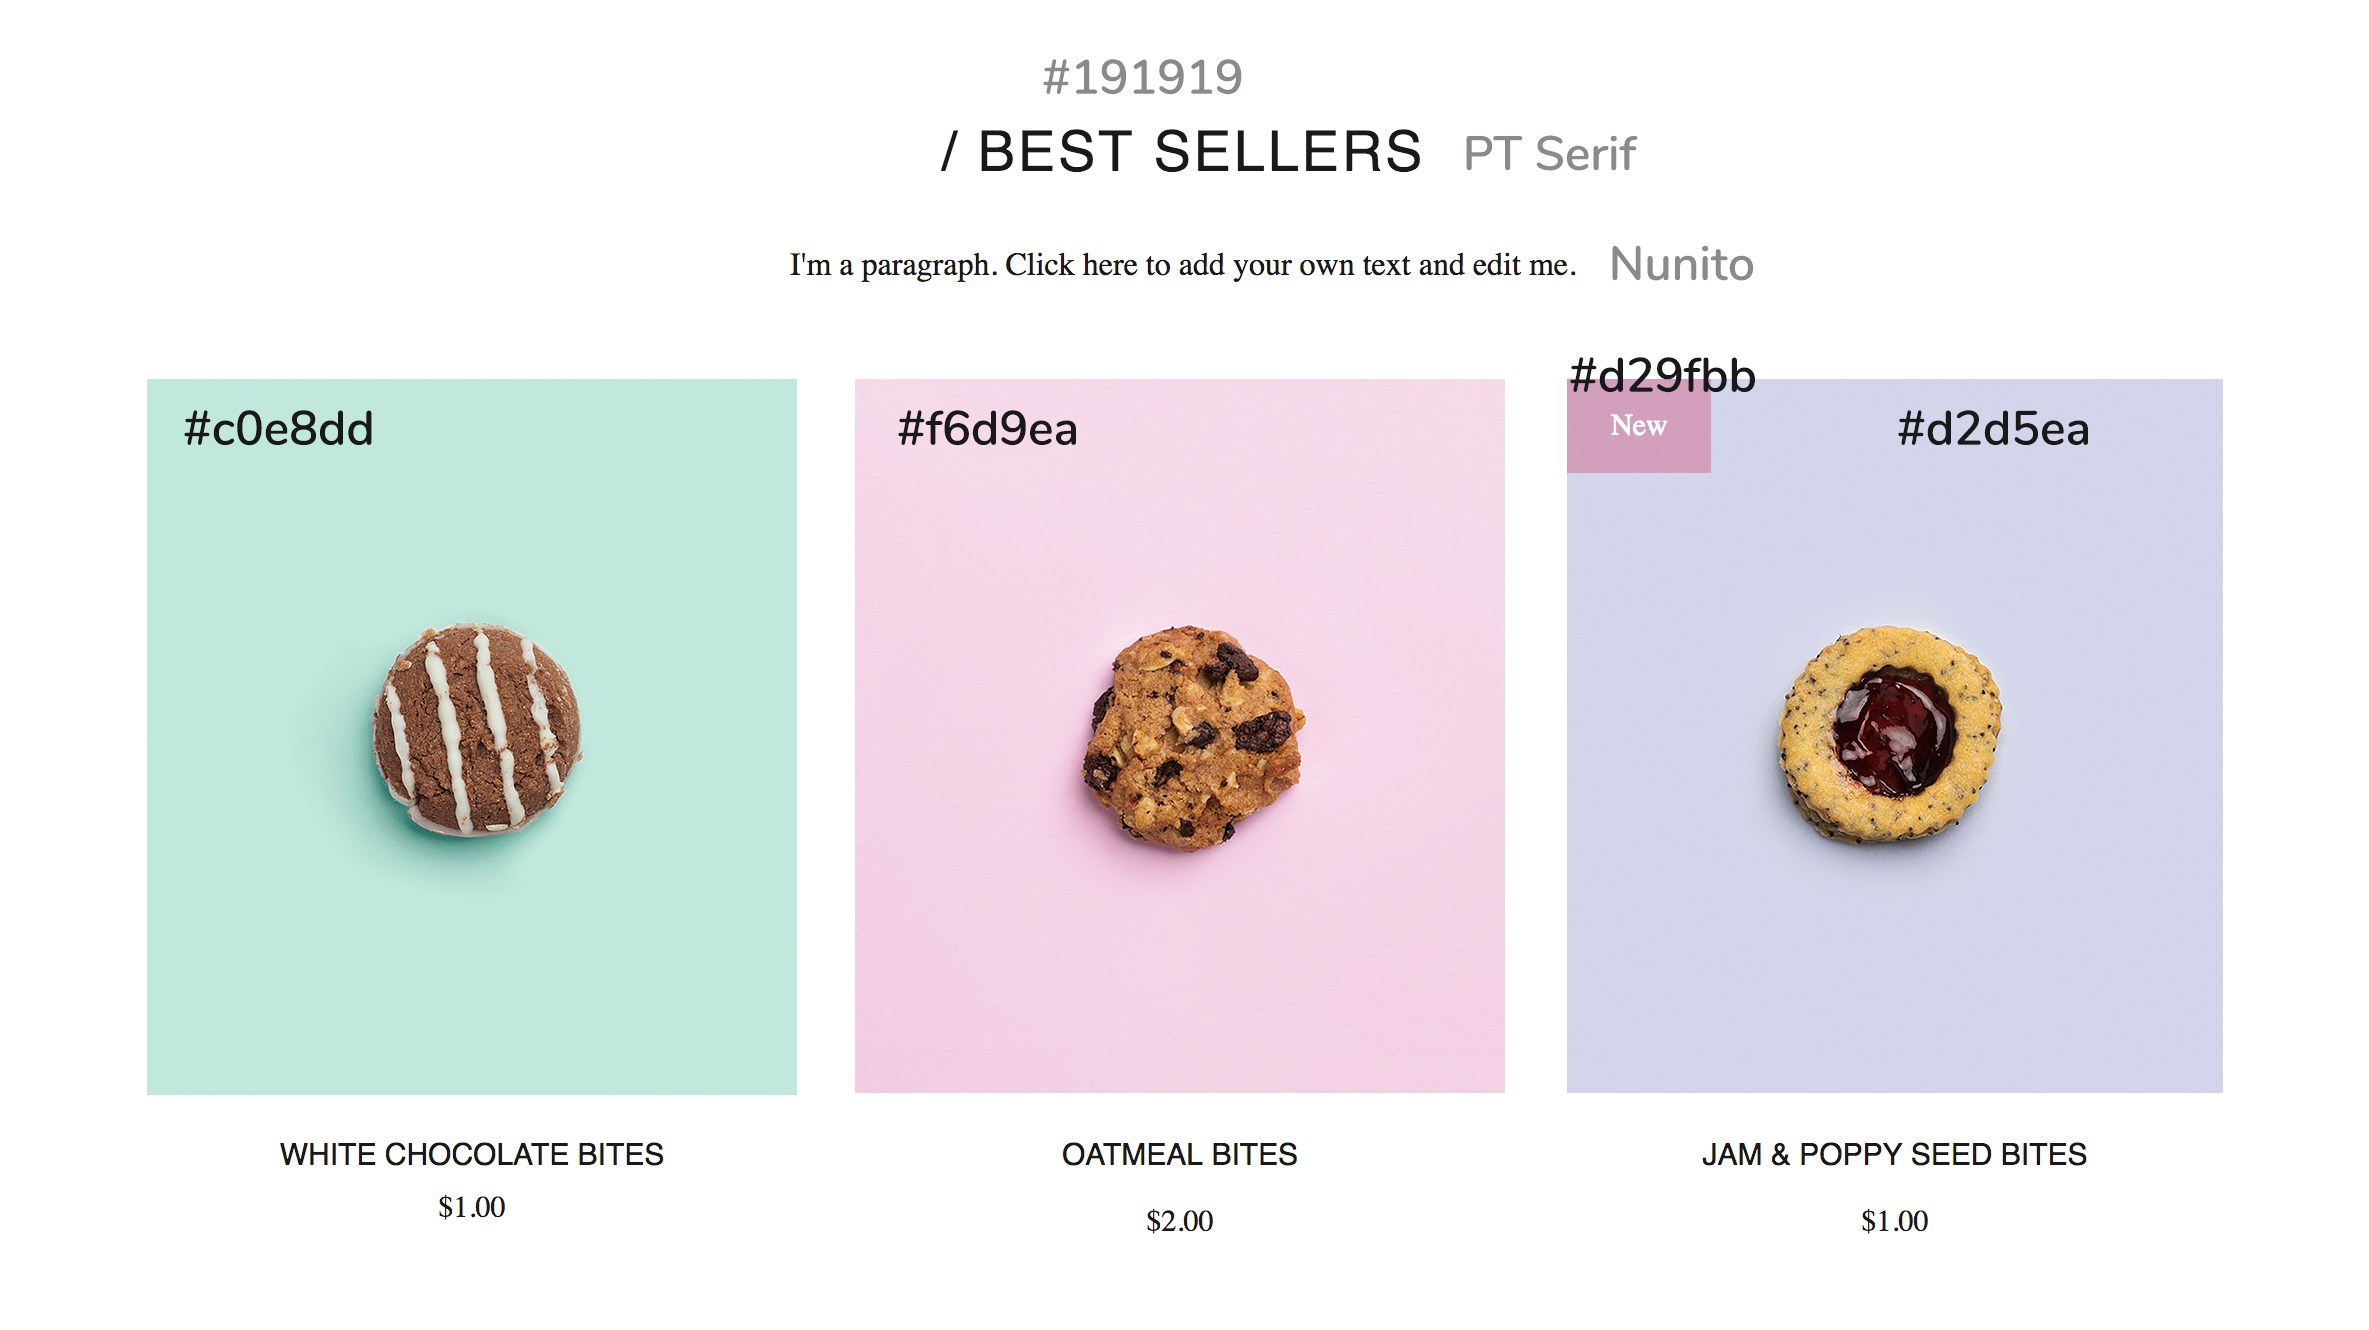 #191919
/ BEST SELLERS PT Serif
I'm a paragraph. Click here to add your own text and edit me. Nunito
#d29fbb
#c0e8dd
#f6d9ea
New
#d2d5ea
WHITE CHOCOLATE BITES
$1.00
OATMEAL BITES
$2.00
JAM & POPPY SEED BITES
$1.00